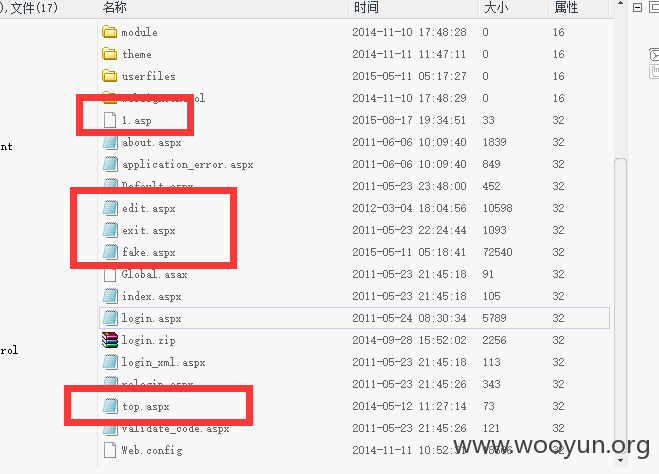 ),文件(17) 名称 时间 大小 属性
module 2014-11-10 17:48:28 0 16
theme 2014-11-11 11:47:11 0 16
userfiles 2015-05-11 05:17:27 0 16
2014-11-10 17:48:29 0 16
1.asp 2015-08-17 19:34:51 33 32
nt about.aspx 2011-06-06 10:09:40 1839 32
application_error.aspx 2011-06-06 10:09:40 849 32
Default.aspx 2011-05-23 23:48:00 452 32
edit.aspx 2012-03-04 18:04:56 10598 32
exit.aspx 2011-05-23 22:24:44 1093 32
fake.aspx 2015-05-11 05:18:41 72540 32
Global.asax 2011-05-23 21:45:18 91 32
index.aspx 2011-05-23 21:45:18 105 32
login.aspx 2011-05-24 08:30:34 5789 32
login.zip 2014-09-28 15:52:02 2256 32
rol login_xml.aspx 2011-05-23 21:45:18 113 32
relogin.aspx 2011-05-23 21:45:26 343 32
top.aspx 2014-05-12 11:27:14 73 32
validate_code.aspx 2011-05-23 21:45:26 121 32
Web.config 2014-11-11 10:52:31 32
www.wooyun.org